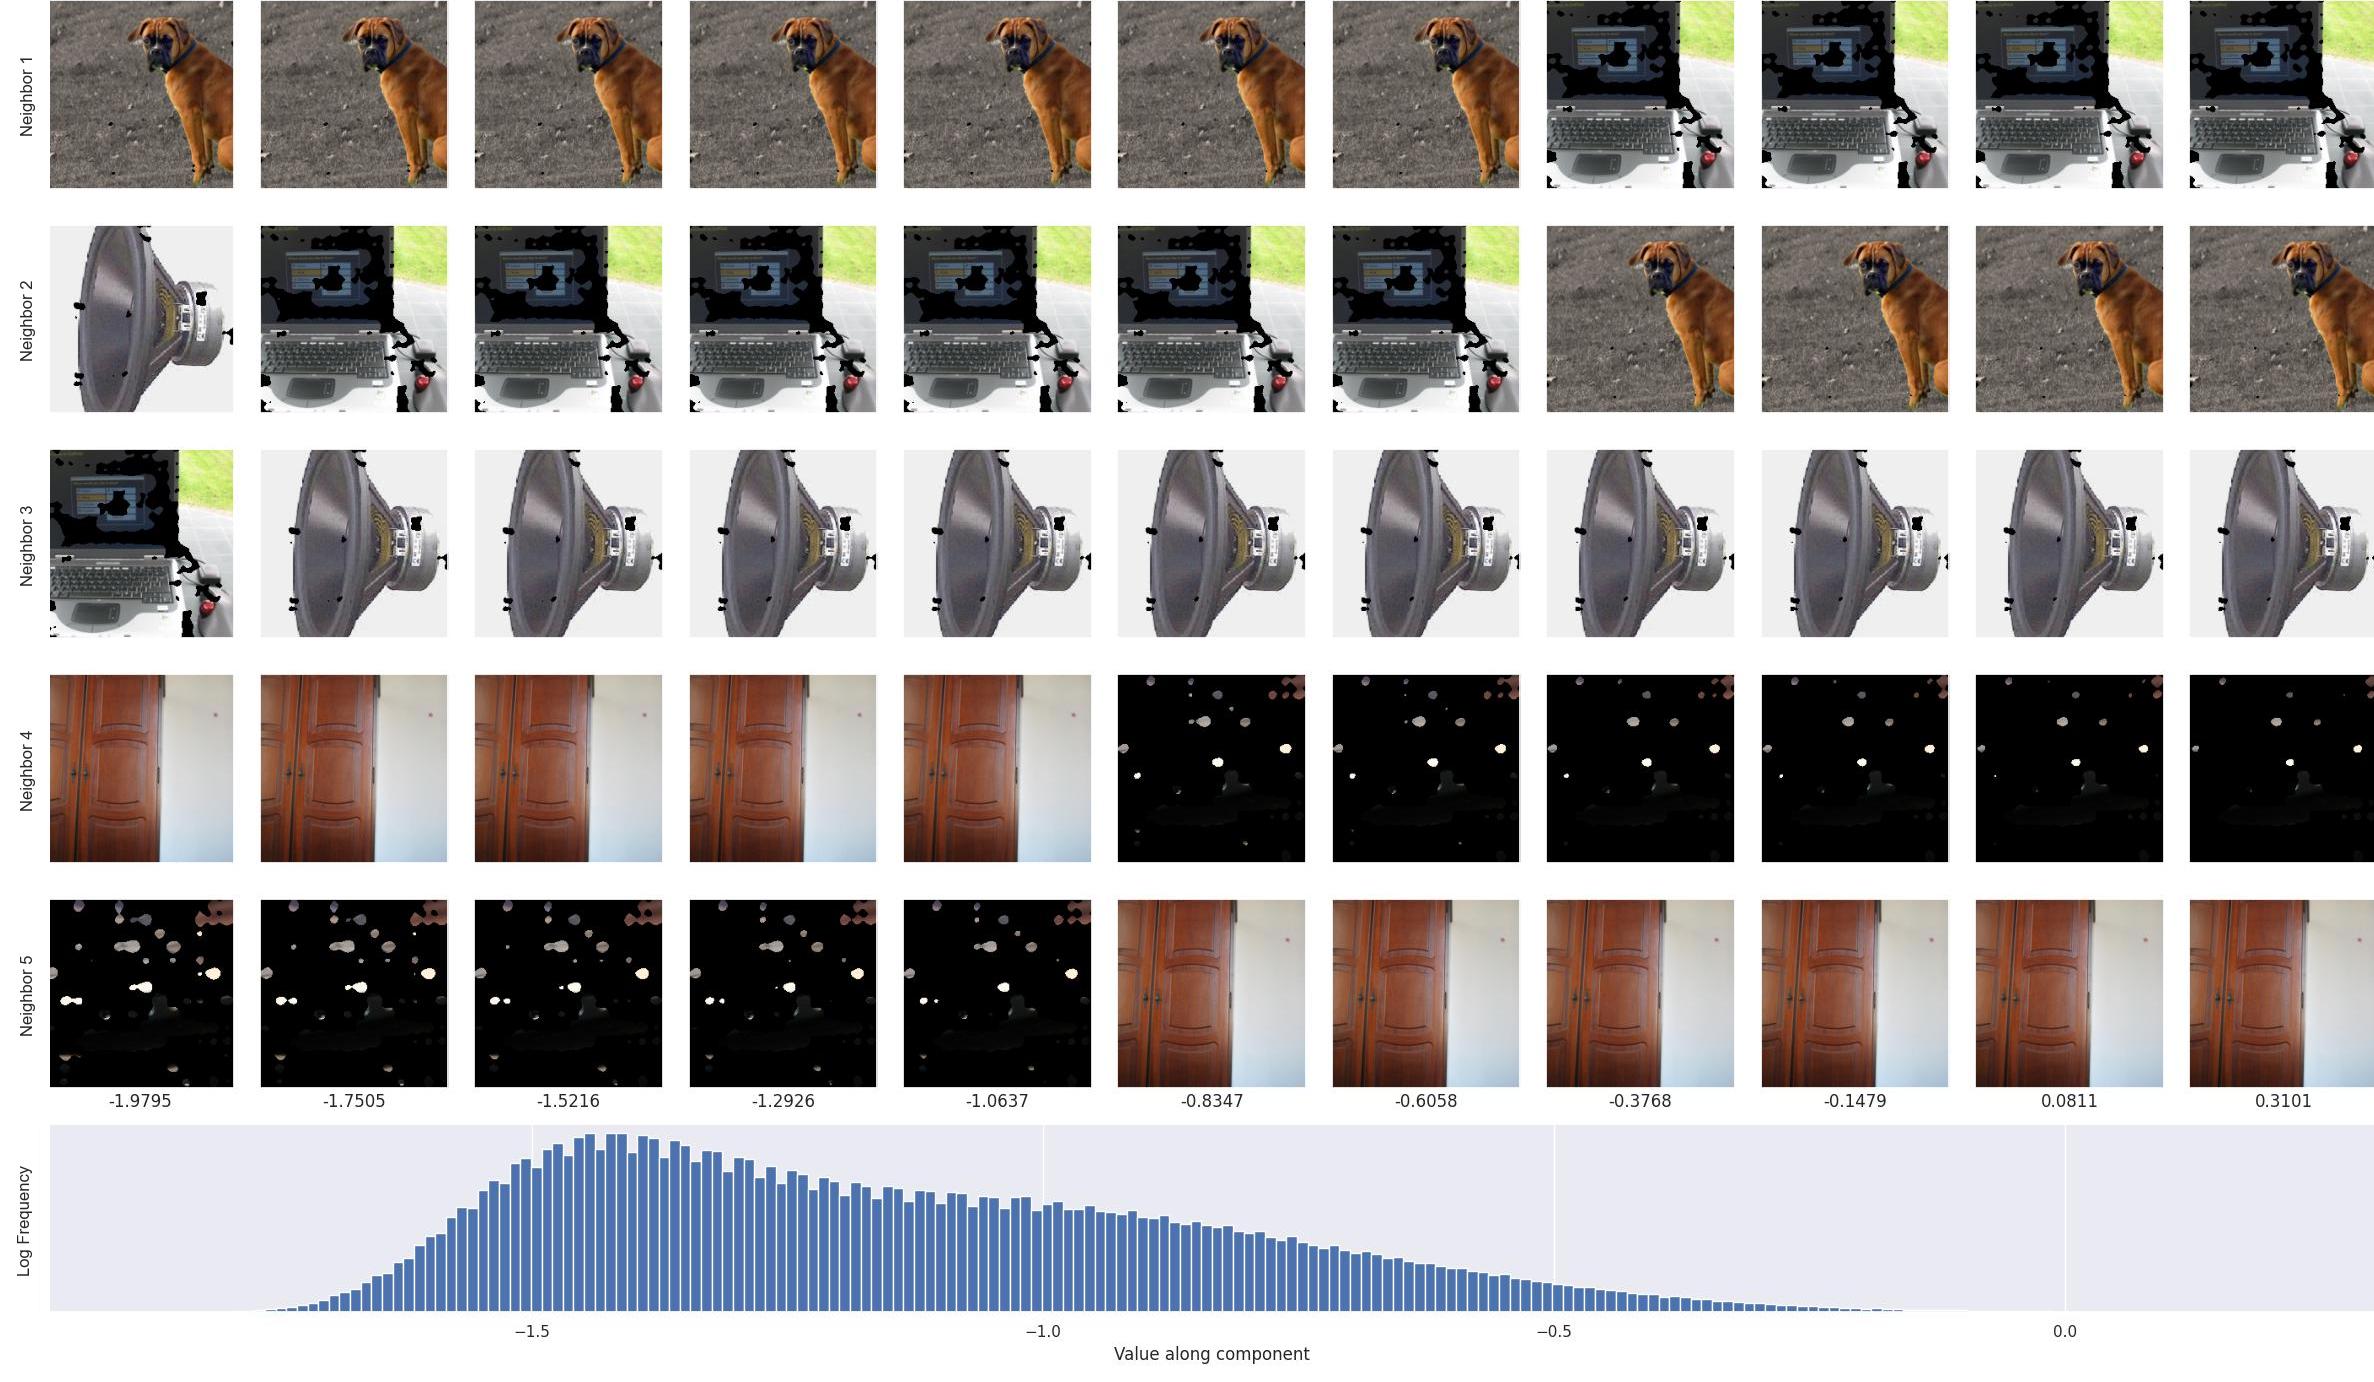 Neighbor 1
Neighbor 2
Neighbor 3
Neighbor 4
Neighbor 5
-1.9795 -1.7505 -1.5216 -1.2926 -1.0637 -0.8347 -0.6058 -0.3768 -0.1479 0.0811 0.3101
Log Frequency
−1.5 −1.0 −0.5 0.0
Value along component